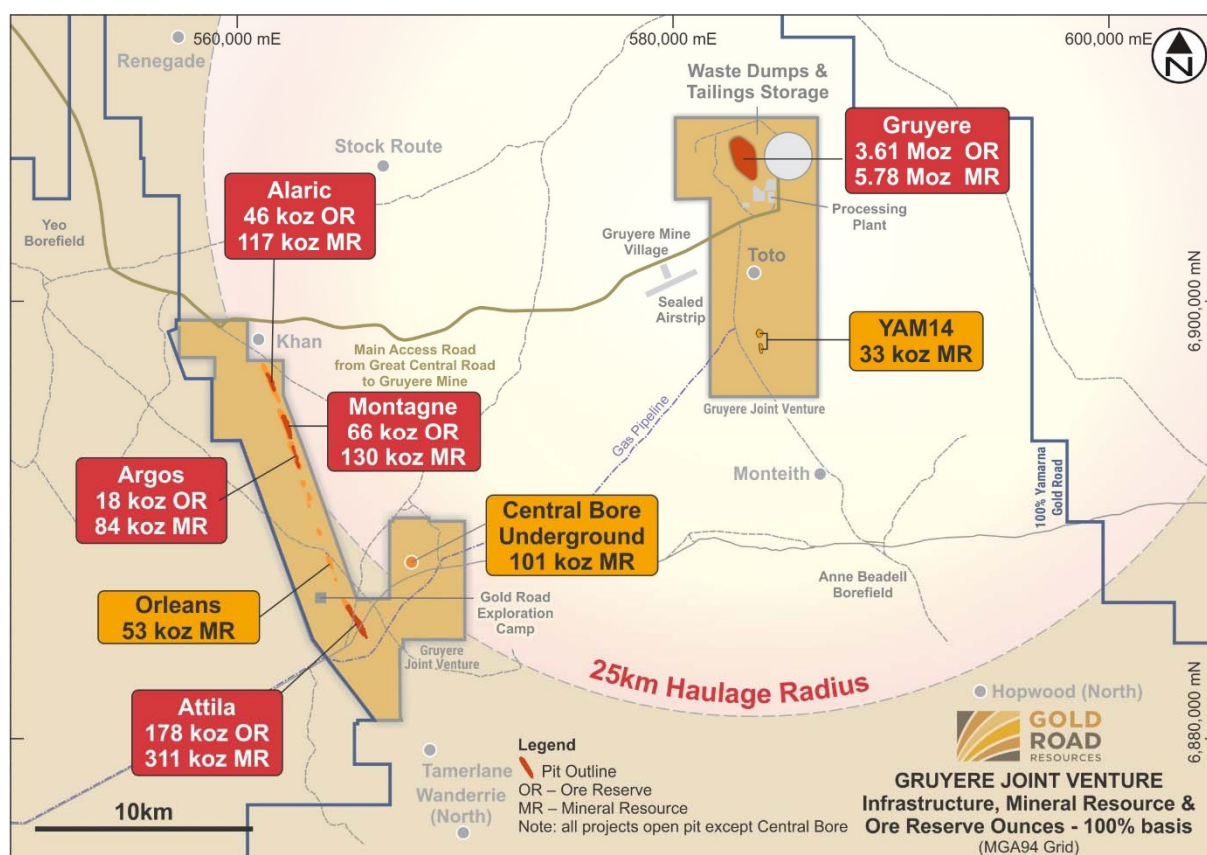 560,000 mE
580,000 mE
600,000 mE
N
Renegade
Waste Dumps &
Tailings Storage
Stock Route
Gruyere
3.61 Moz OR
5.78 Moz MR
Alaric
46 koz OR
117 koz MR
Yeo
Borefield
Processing
Plant
Gruyere Mine
Village
Toto
Sealed
Airstrip
6,900,000 mN
Khan
YAM14
33 koz MR
Main Access Road
from Great Central Road
to Gruyere Mine
Montagne
66 koz OR
130 koz MR
Gruyere Joint Venture
Gas Pipeline
Argos
18 koz OR
84 koz MR
Monteith
100% Yamarna
Gold Road
Central Bore
Underground
101 koz MR
Anne Beadell
Borefield
Orleans
53 koz MR
Gold Road
Exploration
Camp
Gruyere
Joint Venture
25km Haulage Radius
Attila
178 koz OR
311 koz MR
Hopwood (North)
6,880,000 mN
GOLD
ROAD
RESOURCES
Tamerlane
Wanderrie
(North)
Legend
Pit Outline
OR – Ore Reserve
MR – Mineral Resource
Note: all projects open pit except Central Bore
10km
GRUYERE JOINT VENTURE
Infrastructure, Mineral Resource &
Ore Reserve Ounces - 100% basis
(MGA94 Grid)